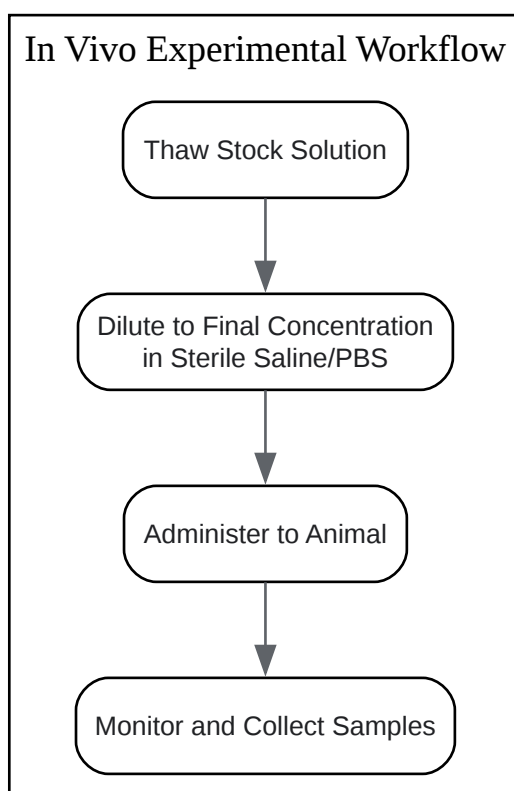 In Vivo Experimental Workflow
Thaw Stock Solution
Dilute to Final Concentration
in Sterile Saline/PBS
Administer to Animal
Monitor and Collect Samples